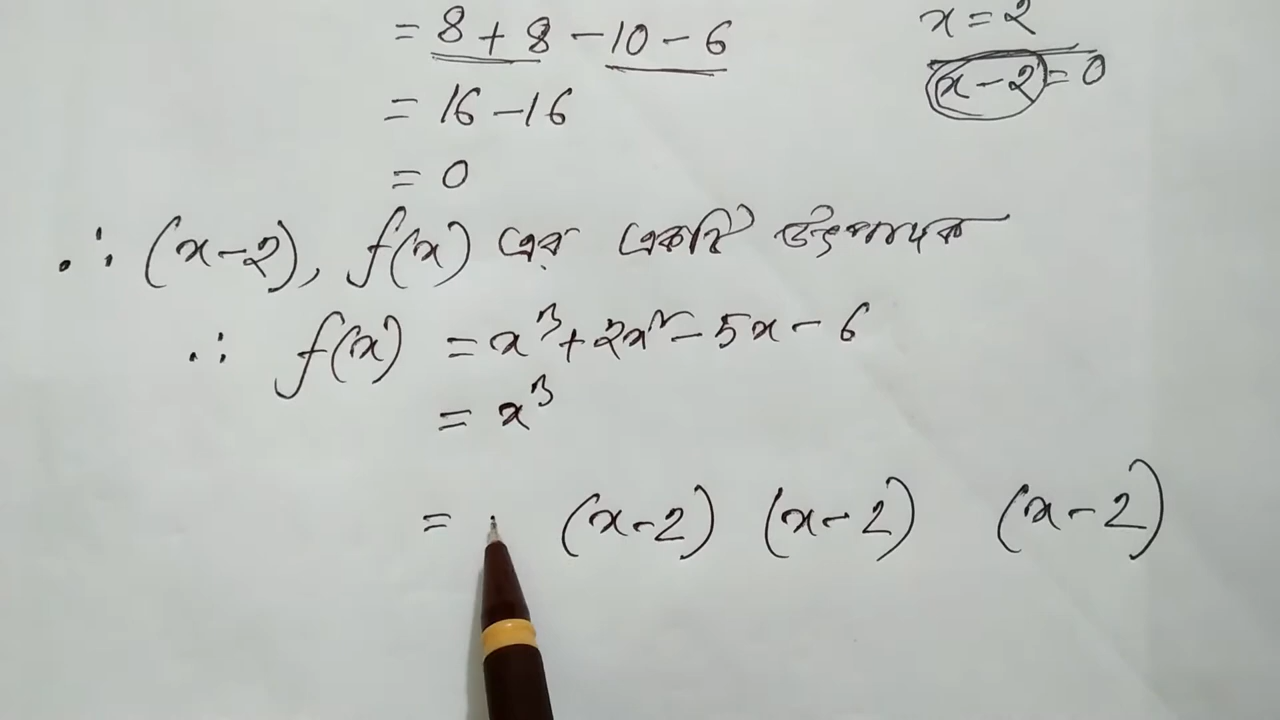 = 8 + 8 - 10 - 6
x = 2
x - 2 = 0
= 16 - 16
= 0
∴ (x-2), f(x) এর একটি উৎপাদক
∴ f(x) = x³ + 2x² - 5x - 6
= x³
= (x-2) (x-2) (x-2)